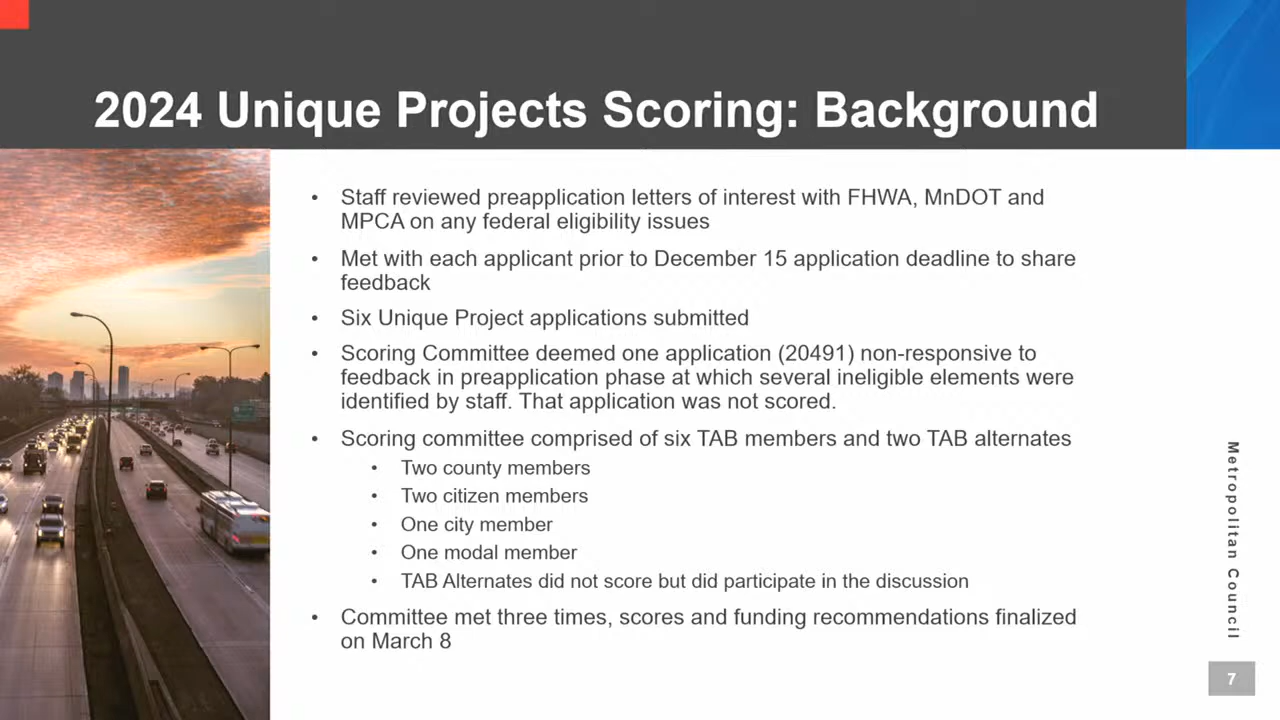 2024 Unique Projects Scoring: Background
• Staff reviewed preapplication letters of interest with FHWA, MnDOT and
MPCA on any federal eligibility issues
• Met with each applicant prior to December 15 application deadline to share
feedback
• Six Unique Project applications submitted
• Scoring Committee deemed one application (20491) non-responsive to
feedback in preapplication phase at which several ineligible elements were
identified by staff. That application was not scored.
• Scoring committee comprised of six TAB members and two TAB alternates
• Two county members
• Two citizen members
• One city member
• One modal member
• TAB Alternates did not score but did participate in the discussion
• Committee met three times, scores and funding recommendations finalized
on March 8
Metropolitan Council
7